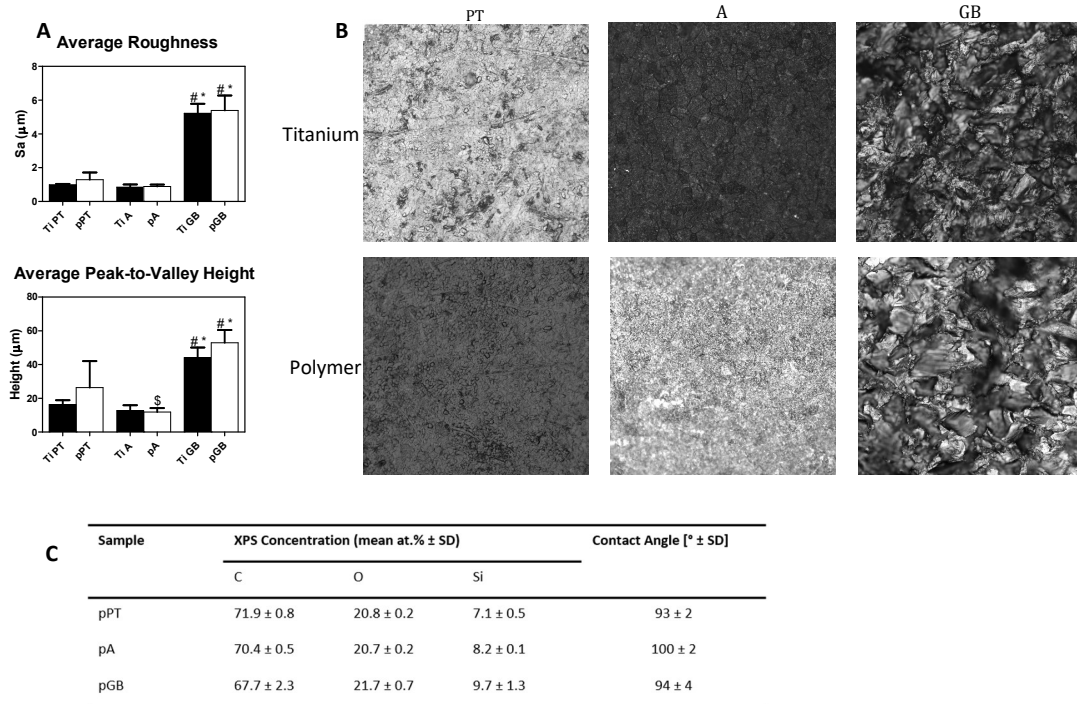 A
Average Roughness
8
6
4
2
0
Sa (μm)
# *
# *
Ti PT
pPT
Ti A
pA
Ti GB
pGB
Average Peak-to-Valley Height
80
60
40
20
0
Height (μm)
$
# *
# *
Ti PT
pPT
Ti A
pA
Ti GB
pGB
B
PT
A
GB
Titanium
Polymer
C
Sample XPS Concentration (mean at.% ± SD) Contact Angle [° ± SD]
C O Si
pPT 71.9 ± 0.8 20.8 ± 0.2 7.1 ± 0.5 93 ± 2
pA 70.4 ± 0.5 20.7 ± 0.2 8.2 ± 0.1 100 ± 2
pGB 67.7 ± 2.3 21.7 ± 0.7 9.7 ± 1.3 94 ± 4